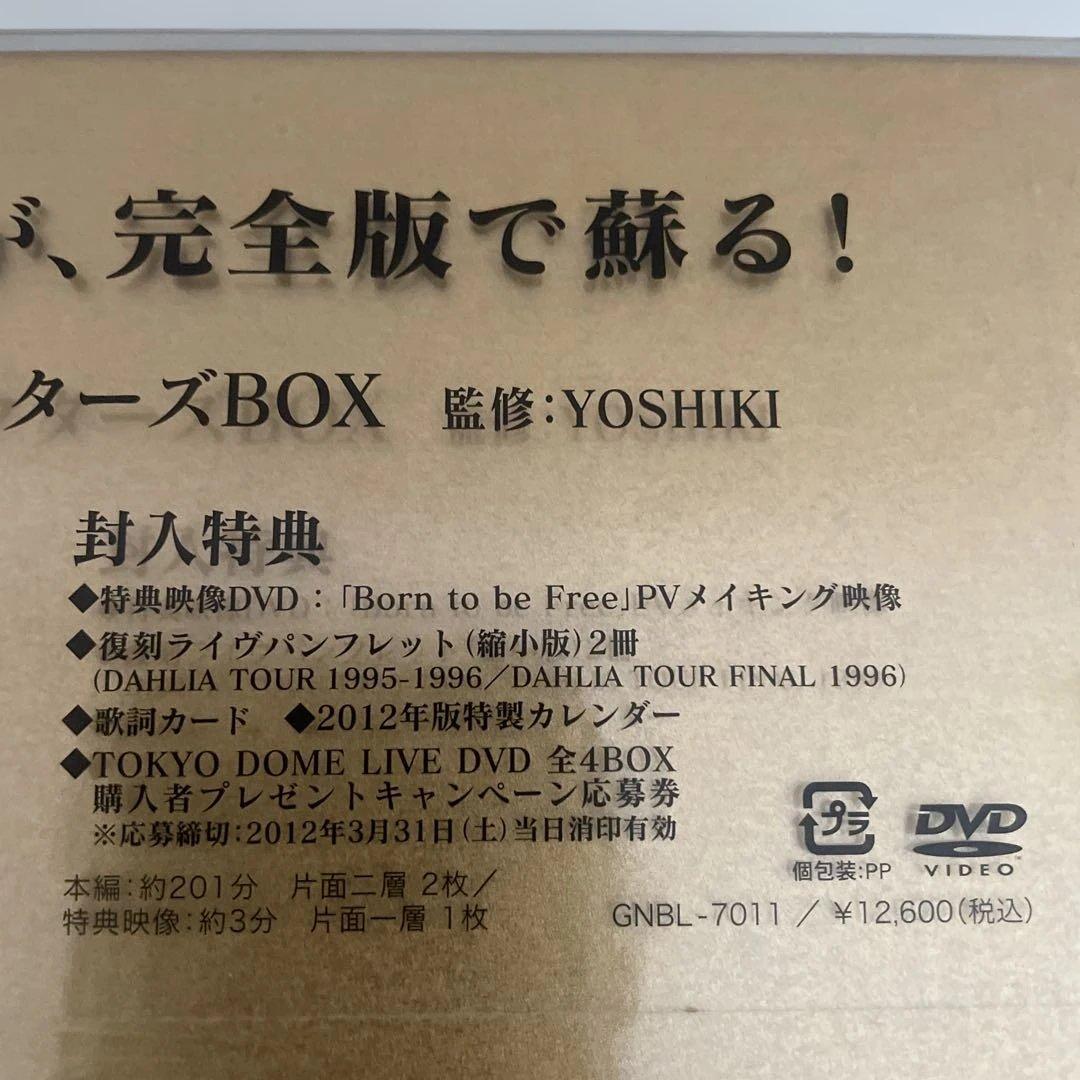 が、完全版で蘇る!
ターズBOX 監修:YOSHIKI
封入特典
◆特典映像DVD:「Born to be Free」PVメイキング映像
◆復刻ライヴパンフレット(縮小版)2冊
(DAHLIA TOUR 1995-1996/DAHLIA TOUR FINAL 1996)
◆歌詞カード ◆2012年版特製カレンダー
◆TOKYO DOME LIVE DVD 全4BOX
購入者プレゼントキャンペーン応募券
※応募締切:2012年3月31日(土)当日消印有効
プラ
個包装:PP
DVD
VIDEO™
本編:約201分 片面二層 2枚/
特典映像:約3分 片面一層 1枚
GNBL-7011 / ¥12,600(税込)